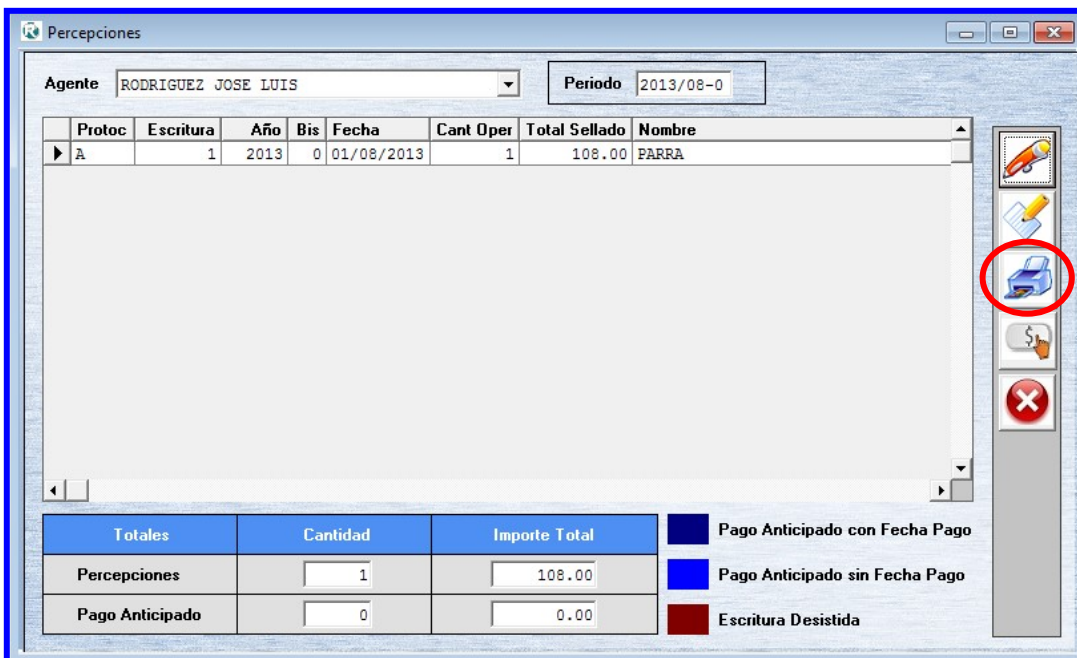 Percepciones
Agente RODRIGUEZ JOSE LUIS Periodo 2013/08-0
Protoc Escritura Año Bis Fecha Cant Oper Total Sellado Nombre
A 1 2013 0 01/08/2013 1 108.00 PARRA
Totales Cantidad Importe Total Pago Anticipado con Fecha Pago
Percepciones 1 108.00 Pago Anticipado sin Fecha Pago
Pago Anticipado 0 0.00 Escritura Desistida